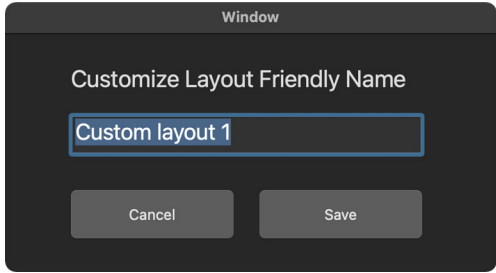 Window
Customize Layout Friendly Name
Custom layout 1
Cancel
Save